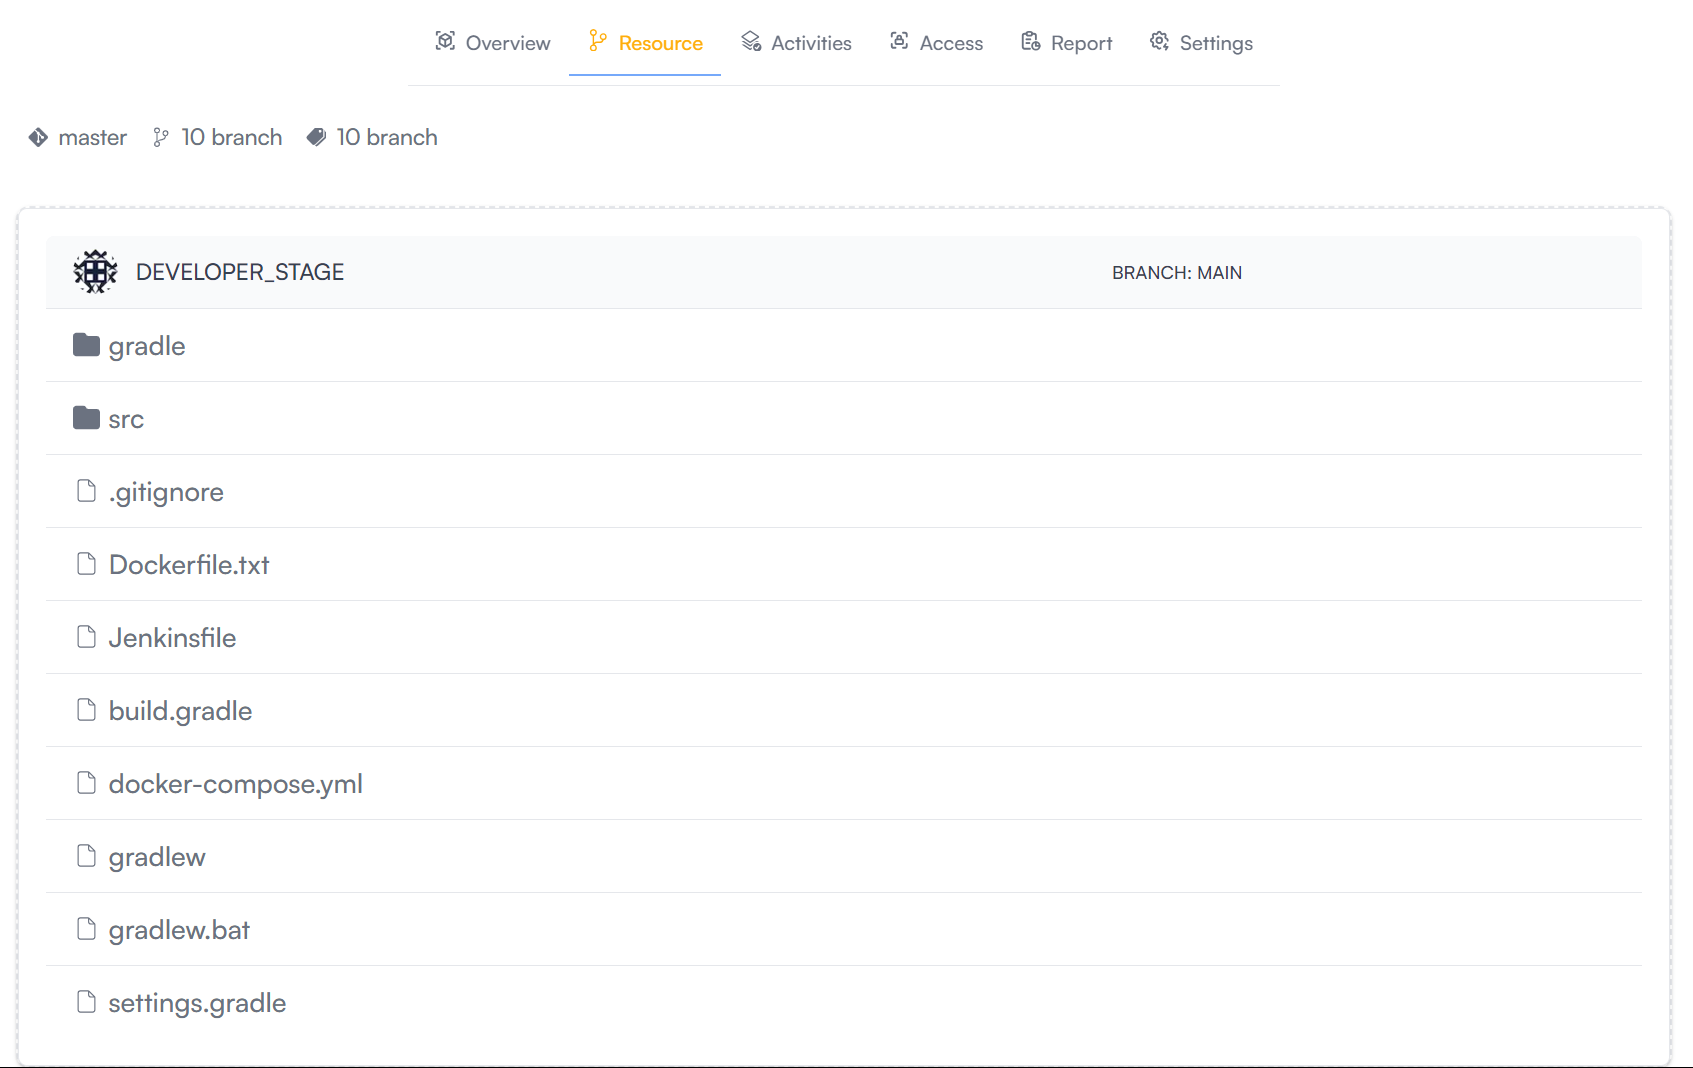 Overview Resource Activities Access Report Settings
master 10 branch 10 branch
DEVELOPER_STAGE BRANCH: MAIN
gradle
src
.gitignore
Dockerfile.txt
Jenkinsfile
build.gradle
docker-compose.yml
gradlew
gradlew.bat
settings.gradle